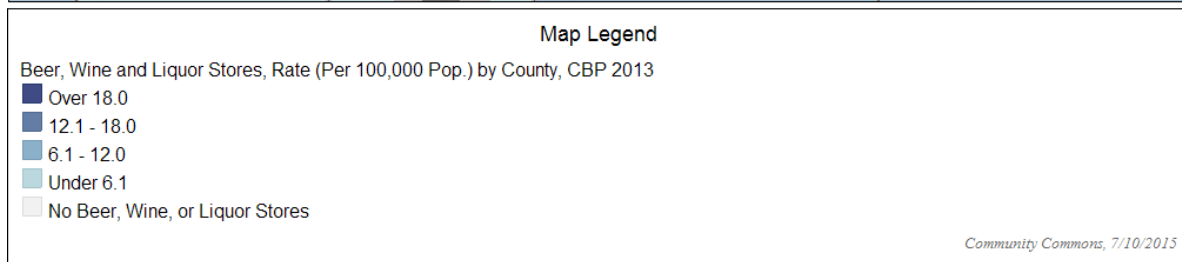 Map Legend
Beer, Wine and Liquor Stores, Rate (Per 100,000 Pop.) by County, CBP 2013
Over 18.0
12.1 - 18.0
6.1 - 12.0
Under 6.1
No Beer, Wine, or Liquor Stores
Community Commons, 7/10/2015